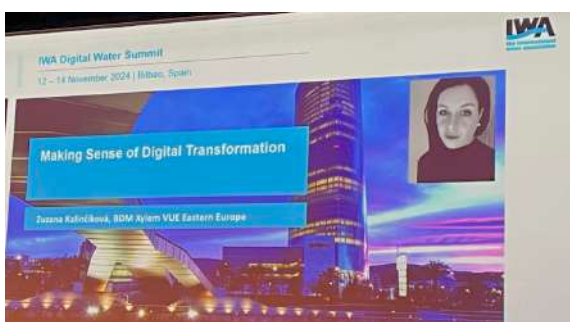 IWA Digital Water Summit
12 – 14 November 2024 | Bilbao, Spain
IWA
Making Sense of Digital Transformation
Zuzana Kalinčíková, BDM Xylem VUE Eastern Europe